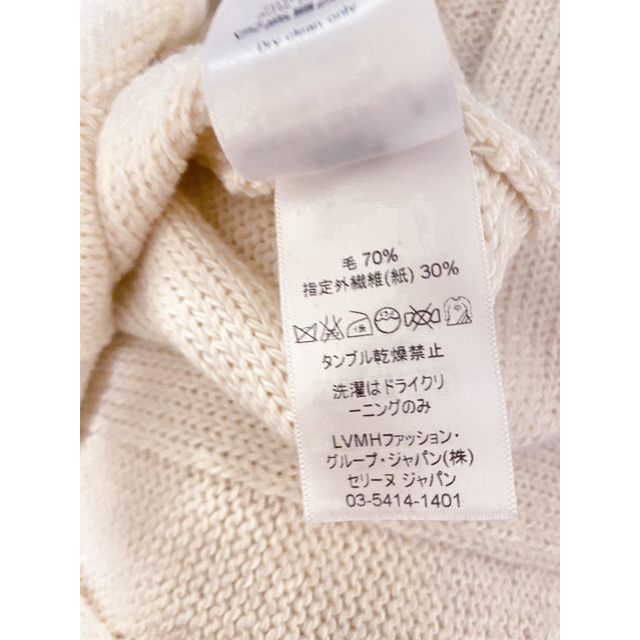 Dry clean only
毛 70%
指定外繊維(紙) 30%
タンブル乾燥禁止
洗濯はドライクリ
ーニングのみ
LVMHファッション・
グループ・ジャパン(株)
セリーヌ ジャパン
03-5414-1401